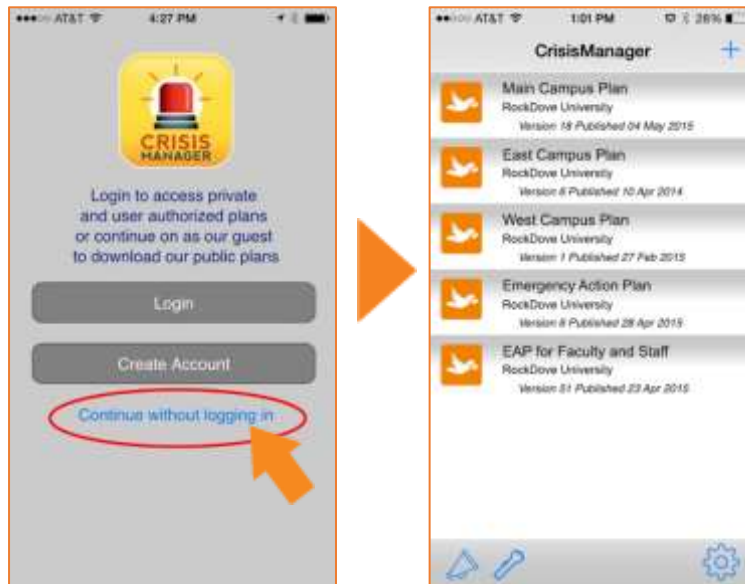 AT&T 4:27 PM
CRISIS
MANAGER
Login to access private
and user authorized plans
or continue on as our guest
to download our public plans
Login
Create Account
Continue without logging in
AT&T 1:01 PM 28%
CrisisManager
Main Campus Plan
RockDove University
Version 18 Published 04 May 2015
East Campus Plan
RockDove University
Version 6 Published 10 Apr 2014
West Campus Plan
RockDove University
Version 1 Published 27 Feb 2015
Emergency Action Plan
RockDove University
Version 8 Published 28 Apr 2015
EAP for Faculty and Staff
RockDove University
Version 51 Published 23 Apr 2015